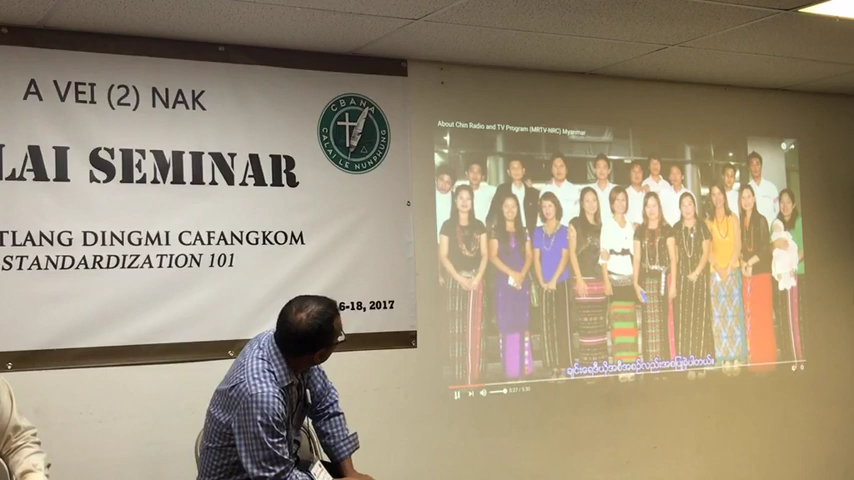 A VEI (2) NAK
LAI SEMINAR
TLANG DINGMI CAFANGKOM
STANDARDIZATION 101
6-18, 2017
CBANA
CALAI LE NUNPHUNG
About Chin Radio and TV Program (MRTV-NRC) Myanmar